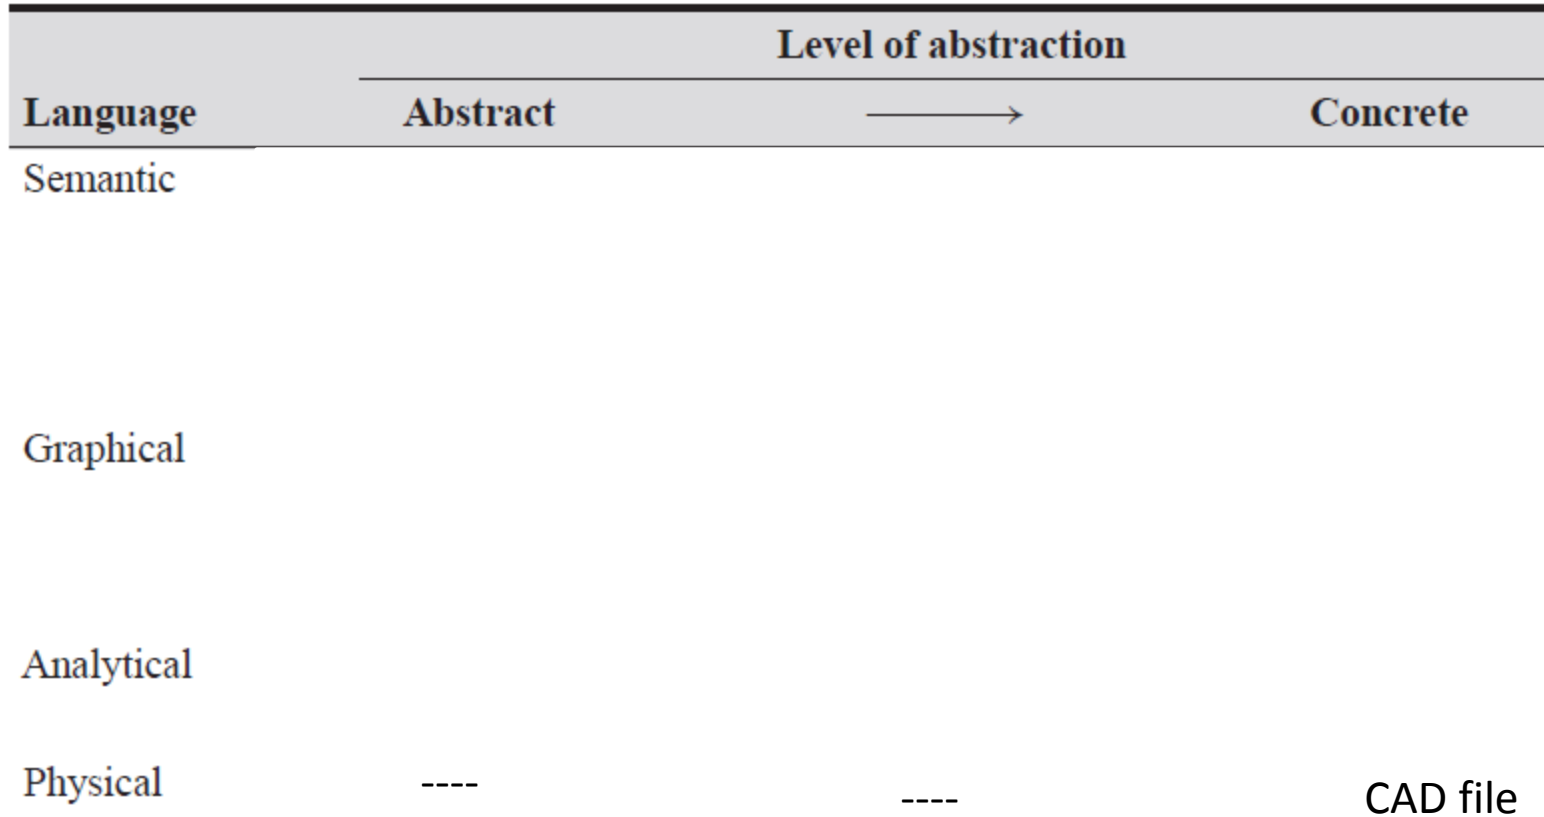 Level of abstraction
Language Abstract ⟶ Concrete
Semantic
Graphical
Analytical
Physical ---- ---- CAD file